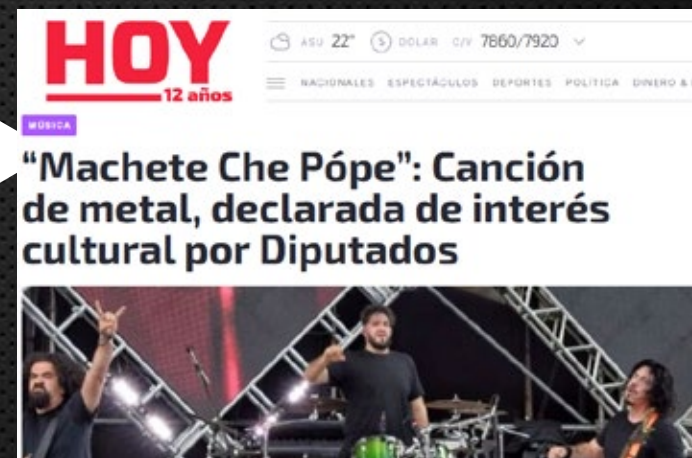 HOY
12 años
ASU 22° $ DOLAR C/V 7860/7920
NACIONALES ESPECTÁCULOS DEPORTES POLÍTICA DINERO &
MÚSICA
“Machete Che Pópe”: Canción
de metal, declarada de interés
cultural por Diputados